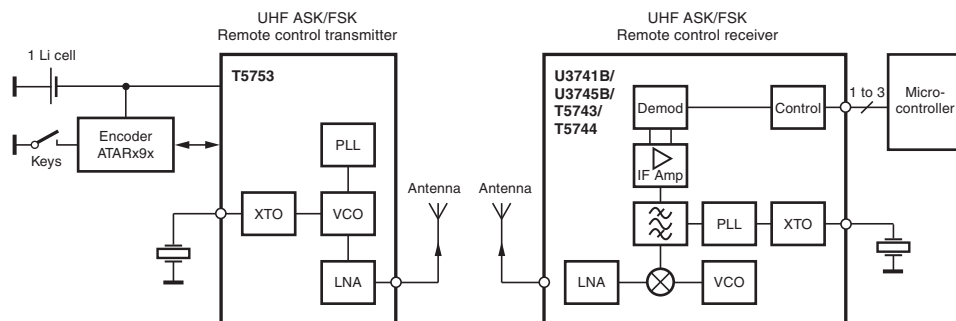 UHF ASK/FSK
Remote control transmitter
UHF ASK/FSK
Remote control receiver
1 Li cell
T5753
U3741B/
U3745B/
T5743/
T5744
Demod
Control
1 to 3
Micro-
controller
Encoder
ATARx9x
Keys
PLL
IF Amp
Antenna
Antenna
XTO
VCO
PLL
XTO
LNA
LNA
VCO